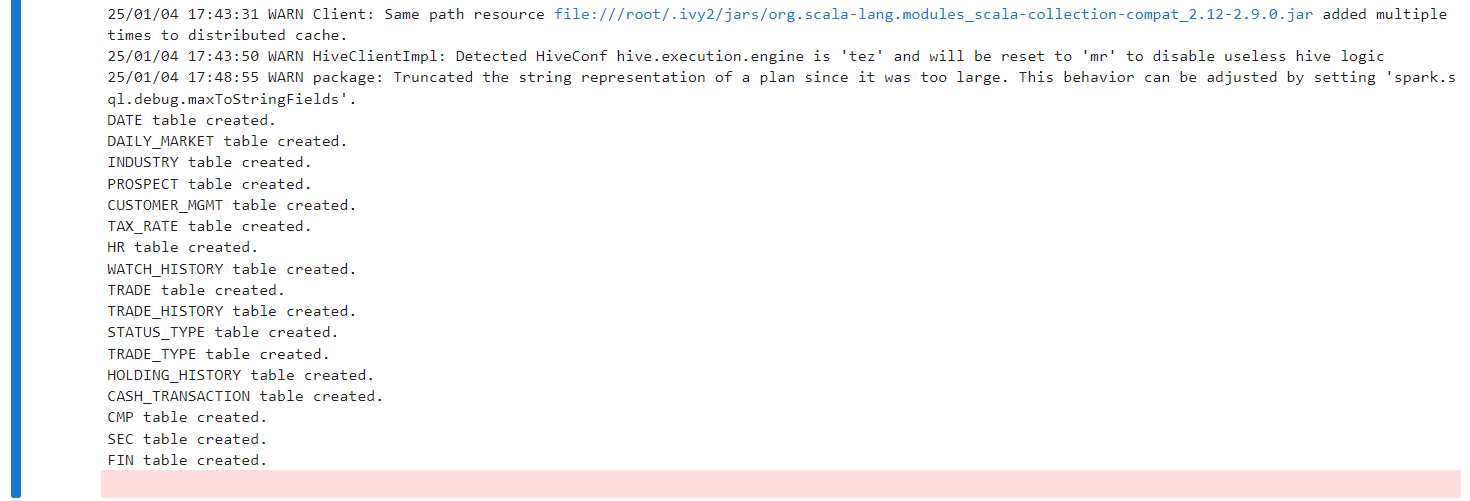 25/01/04 17:43:31 WARN Client: Same path resource file:///root/.ivy2/jars/org.scala-lang.modules_scala-collection-compat_2.12-2.9.0.jar added multiple
times to distributed cache.
25/01/04 17:43:50 WARN HiveClientImpl: Detected HiveConf hive.execution.engine is 'tez' and will be reset to 'mr' to disable useless hive logic
25/01/04 17:48:55 WARN package: Truncated the string representation of a plan since it was too large. This behavior can be adjusted by setting 'spark.s
ql.debug.maxToStringFields'.
DATE table created.
DAILY_MARKET table created.
INDUSTRY table created.
PROSPECT table created.
CUSTOMER_MGMT table created.
TAX_RATE table created.
HR table created.
WATCH_HISTORY table created.
TRADE table created.
TRADE_HISTORY table created.
STATUS_TYPE table created.
TRADE_TYPE table created.
HOLDING_HISTORY table created.
CASH_TRANSACTION table created.
CMP table created.
SEC table created.
FIN table created.